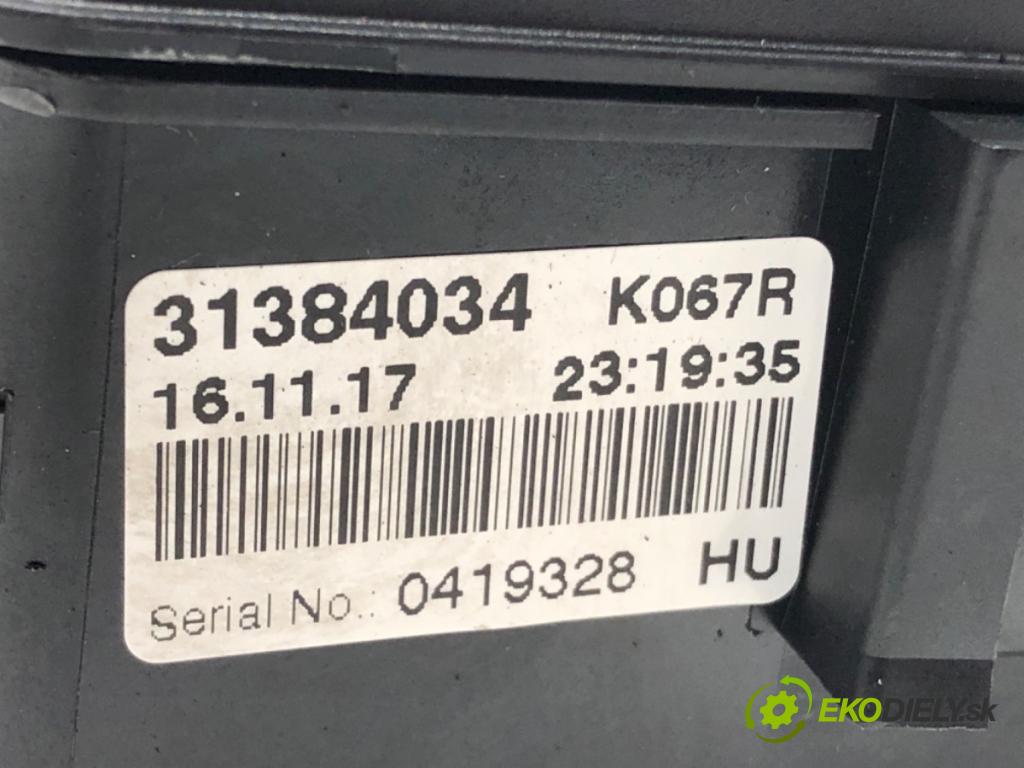 31384034 K067R
16.11.17 23:19:35
Serial No.: 0419328 HU
EKODIELY.sk